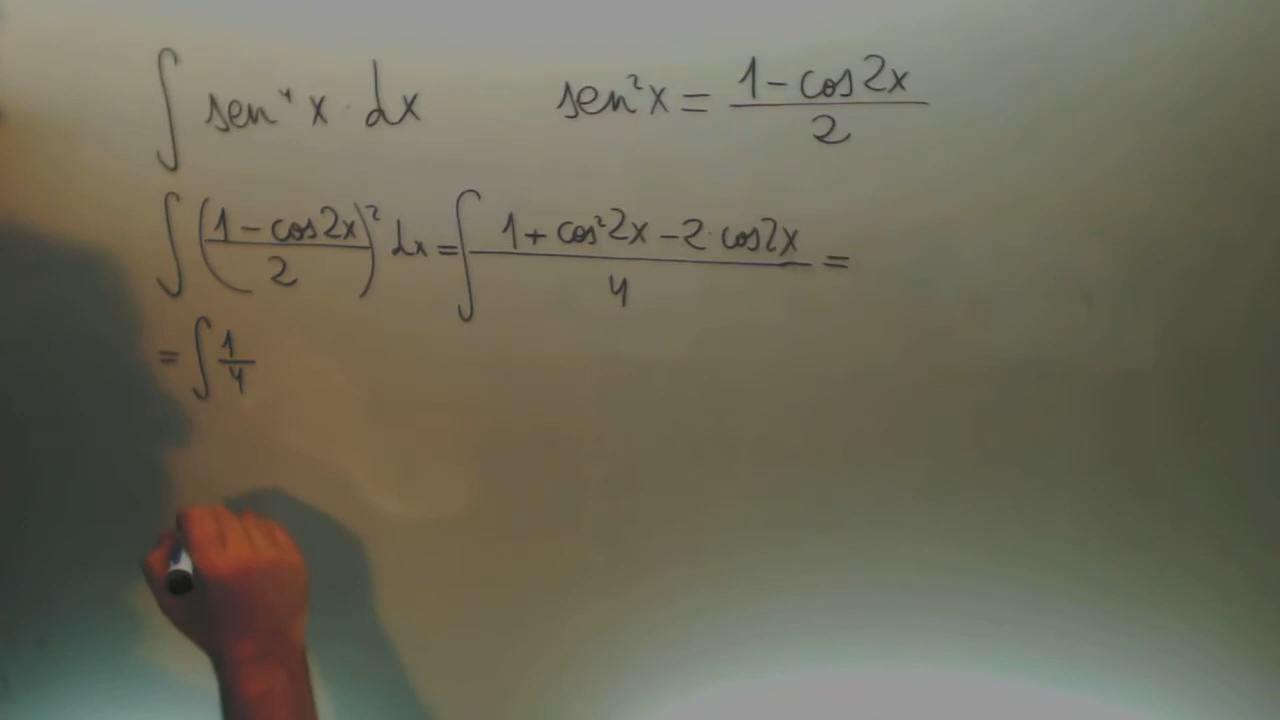 ∫ sen⁴ x · dx    sen²x = (1 - cos 2x)/2
∫ ((1 - cos 2x)/2)² dx = ∫ (1 + cos² 2x - 2 · cos 2x)/4 =
= ∫ 1/4